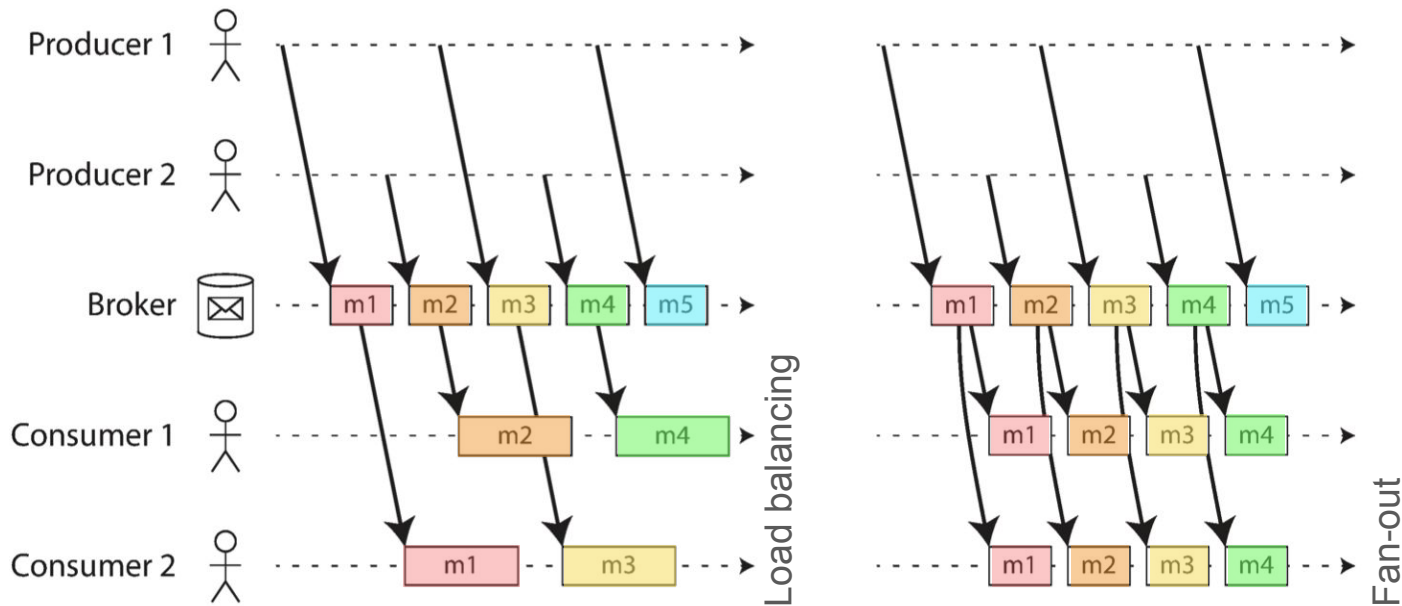 Producer 1
Producer 2
Broker
m1 m2 m3 m4 m5
Consumer 1
m2 m4
Consumer 2
m1 m3
Load balancing
m1 m2 m3 m4 m5
m1 m2 m3 m4
m1 m2 m3 m4
Fan-out